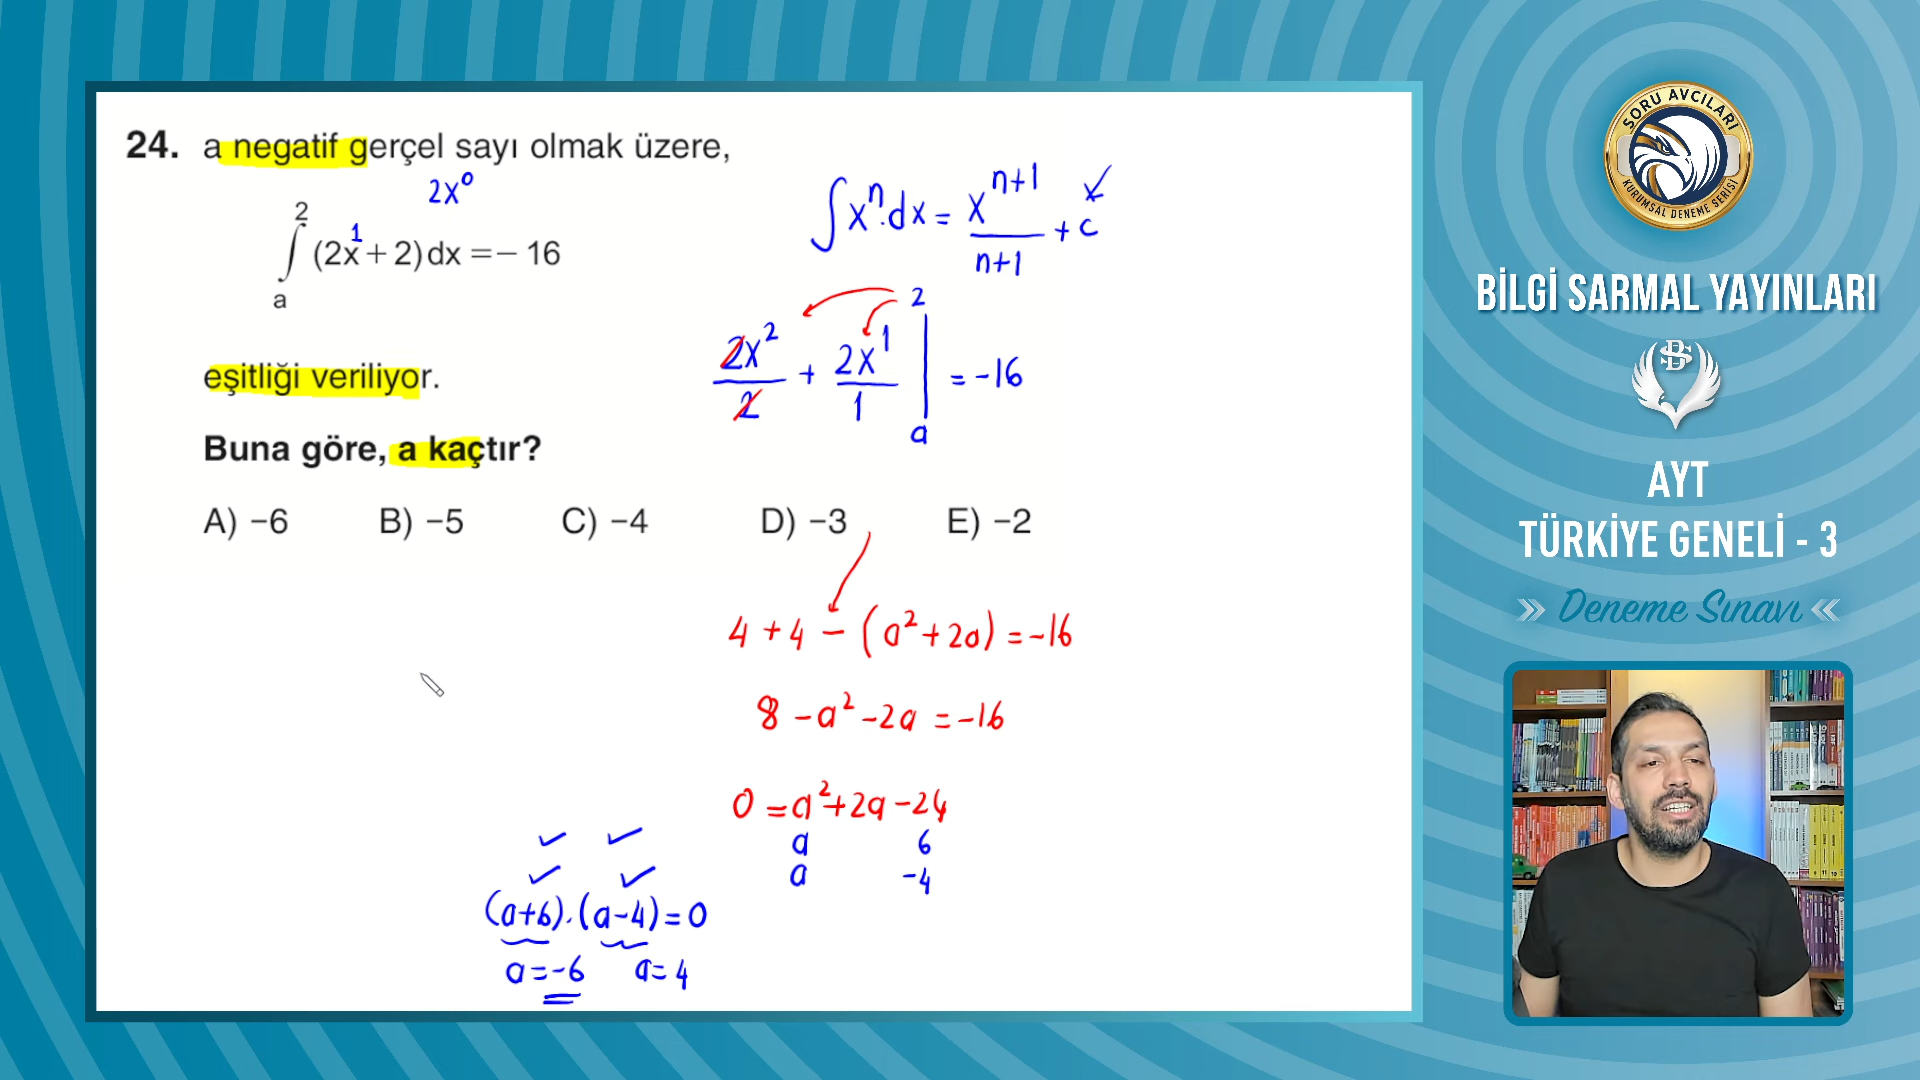 24. a negatif gerçel sayı olmak üzere,
2x⁰
2
∫ (2x¹ + 2) dx = − 16
a
eşitliği veriliyor.
Buna göre, a kaçtır?
A) −6 B) −5 C) −4 D) −3 E) −2
∫xⁿ.dx = xⁿ⁺¹/n+1 + c
2x²/2 + 2x¹/1 |²ₐ = -16
4 + 4 - (a² + 2a) = -16
8 - a² - 2a = -16
0 = a² + 2a - 24
a 6
a -4
(a+6).(a-4) = 0
a = -6 a = 4
SORU AVCILARI
KURUMSAL DENEME SERİSİ
BİLGİ SARMAL YAYINLARI
BS
AYT
TÜRKİYE GENELİ - 3
Deneme Sınavı